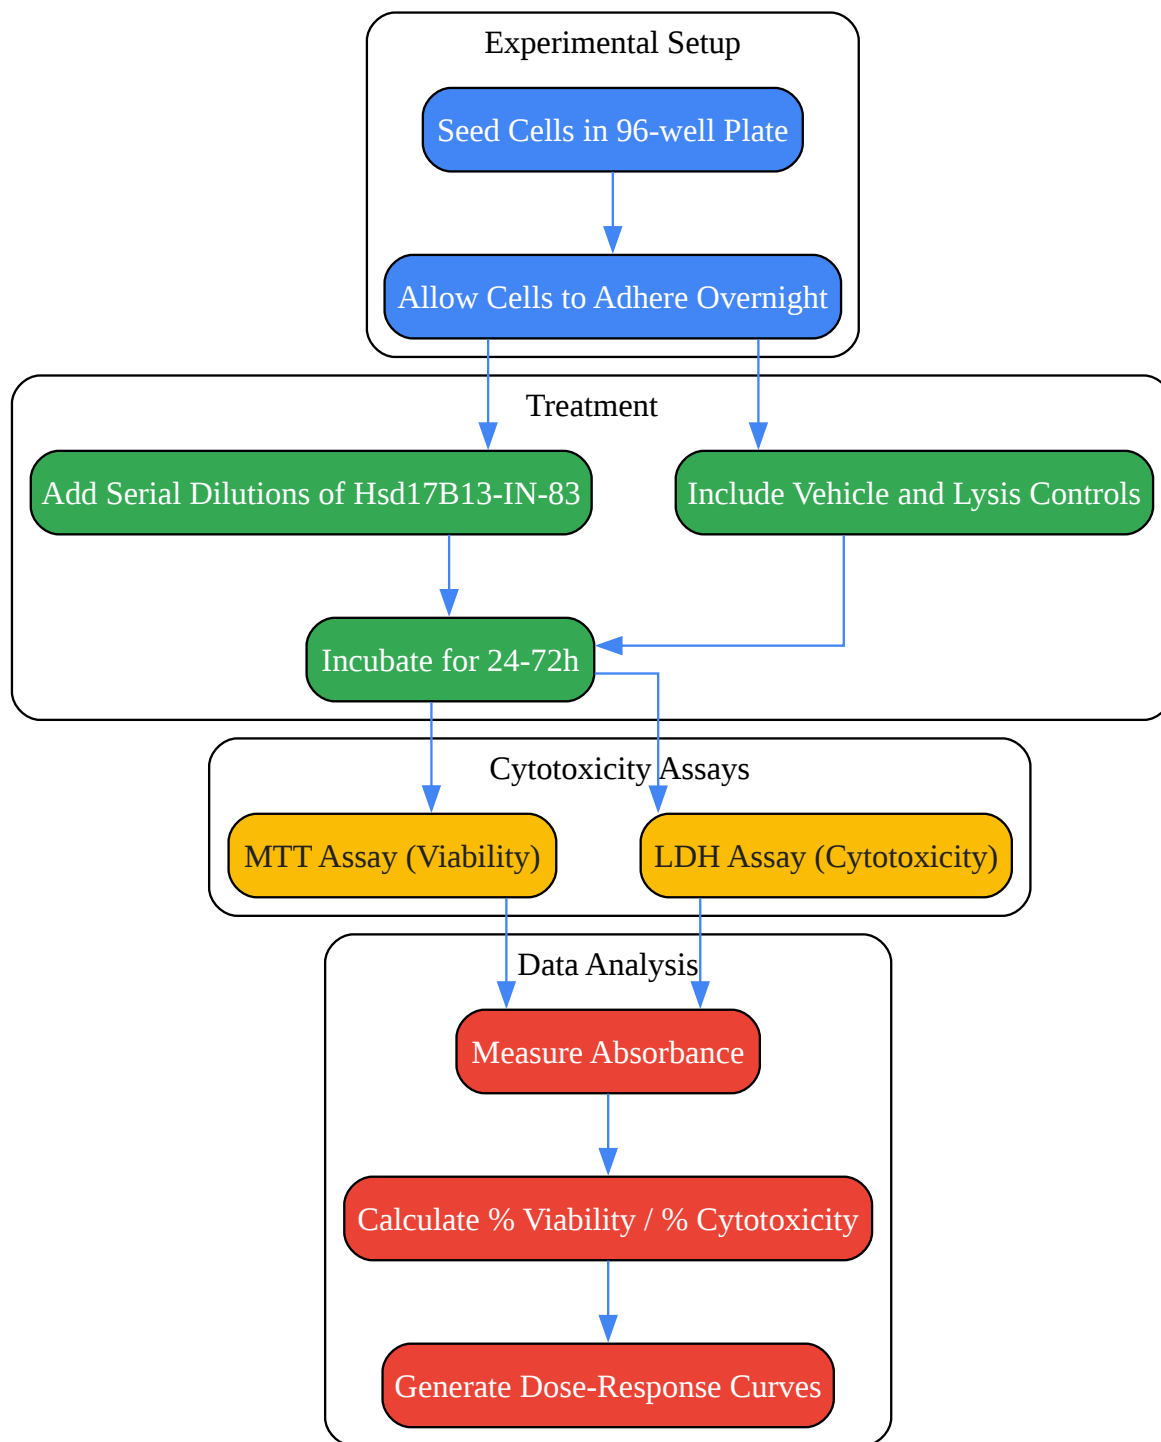 Experimental Setup
Seed Cells in 96-well Plate
Allow Cells to Adhere Overnight
Treatment
Add Serial Dilutions of Hsd17B13-IN-83
Include Vehicle and Lysis Controls
Incubate for 24-72h
Cytotoxicity Assays
MTT Assay (Viability)
LDH Assay (Cytotoxicity)
Data Analysis
Measure Absorbance
Calculate % Viability / % Cytotoxicity
Generate Dose-Response Curves